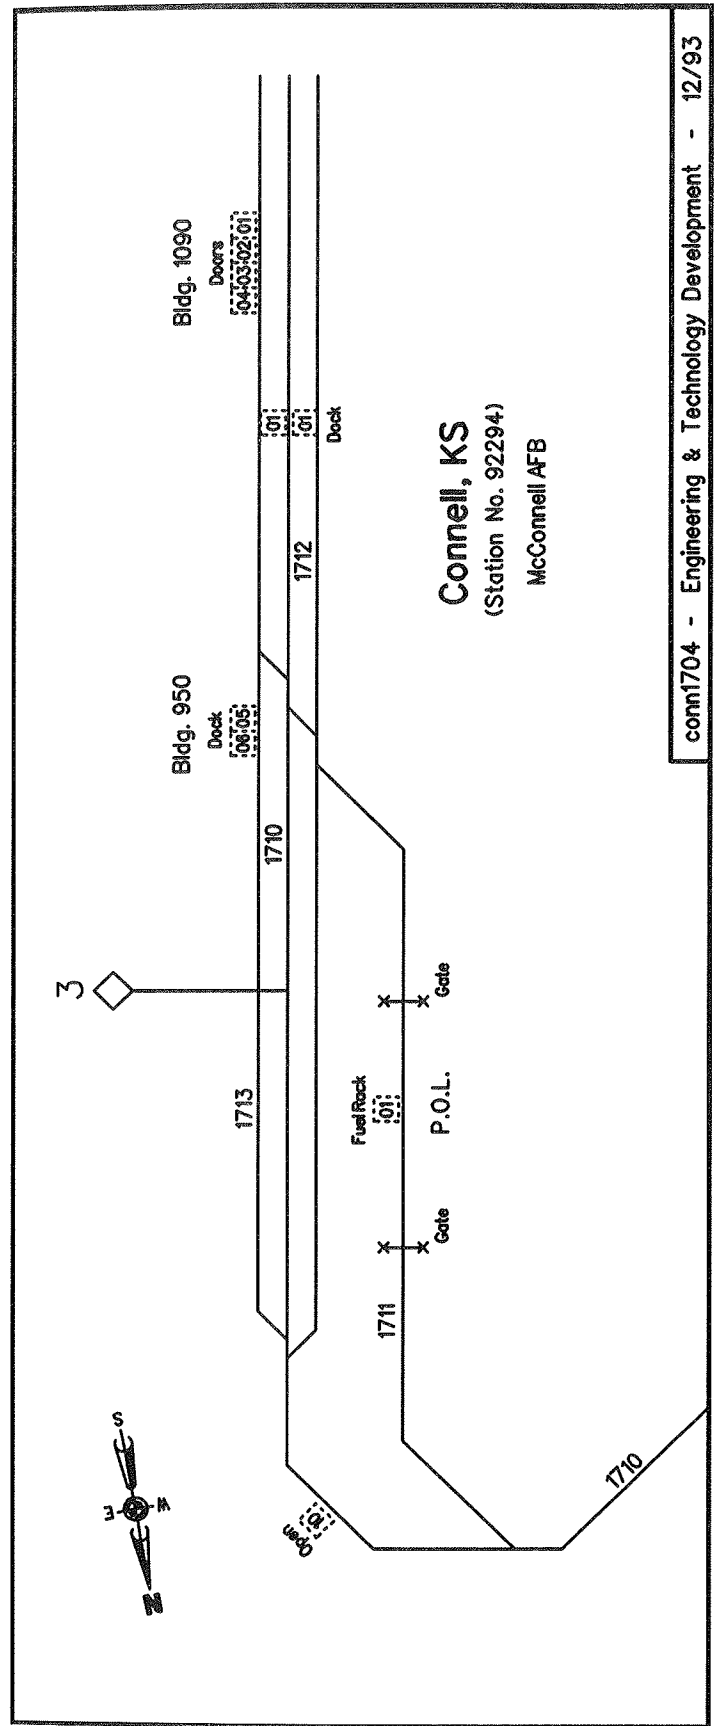 3
Bldg. 1090
Doors
04 03 02 01
Bldg. 950
Dock
06 05
1713
1710
01
01
Dock
1712
Fuel Rack
01
Gate
P.O.L.
Gate
1711
Open
01
1710
N
S
E
W
Connell, KS
(Station No. 92294)
McConnell AFB
conn1704 - Engineering & Technology Development - 12/93